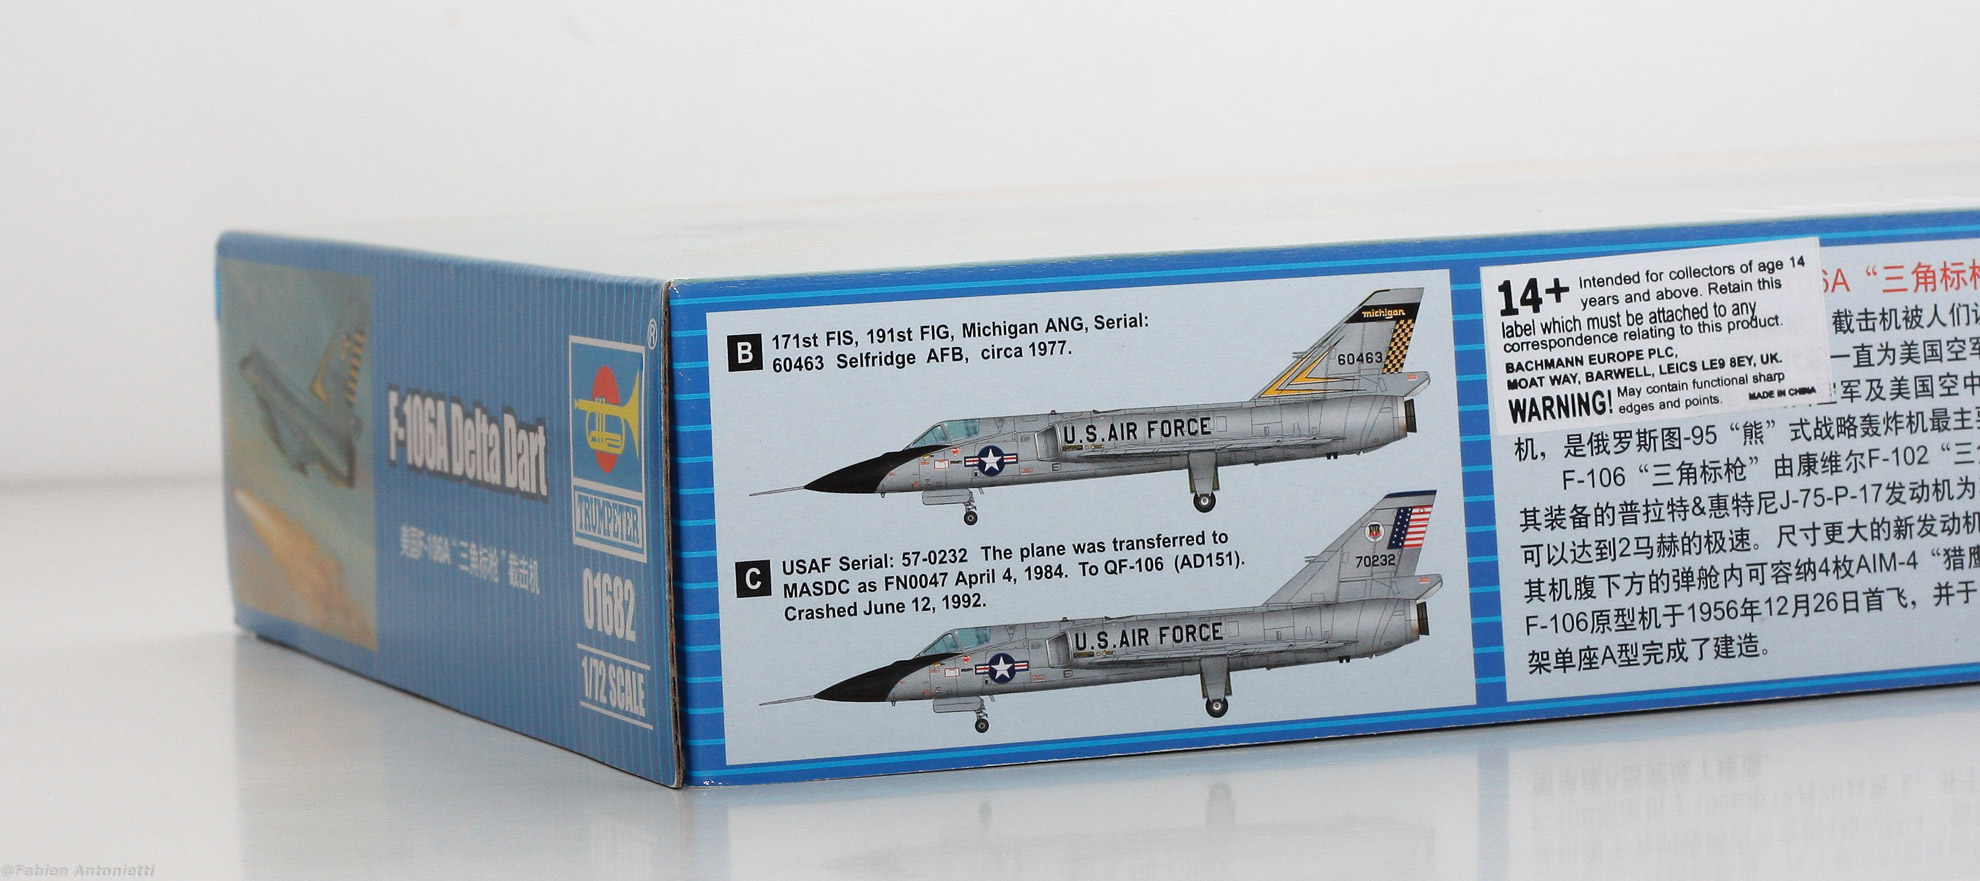 F-106A Delta Dart
美国F-106A“三角标枪”截击机
®
TRUMPETER
01682
1/72 SCALE
B
171st FIS, 191st FIG, Michigan ANG, Serial:
60463 Selfridge AFB, circa 1977.
michigan
60463
U.S.AIR FORCE
C
USAF Serial: 57-0232 The plane was transferred to
MASDC as FN0047 April 4, 1984. To QF-106 (AD151).
Crashed June 12, 1992.
70232
U.S.AIR FORCE
14+
Intended for collectors of age 14
years and above. Retain this
label which must be attached to any
correspondence relating to this product.
BACHMANN EUROPE PLC,
MOAT WAY, BARWELL, LEICS LE9 8EY, UK.
WARNING!
May contain functional sharp
edges and points.
MADE IN CHINA
6A“三角标
截击机被人们
一直为美国空军
军及美国空中
机，是俄罗斯图-95“熊”式战略轰炸机最主
F-106“三角标枪”由康维尔F-102“三
其装备的普拉特&惠特尼J-75-P-17发动机为
可以达到2马赫的极速。尺寸更大的新发动机
其机腹下方的弹舱内可容纳4枚AIM-4“猎鹰
F-106原型机于1956年12月26日首飞，并于
架单座A型完成了建造。
@Fabian Antonietti